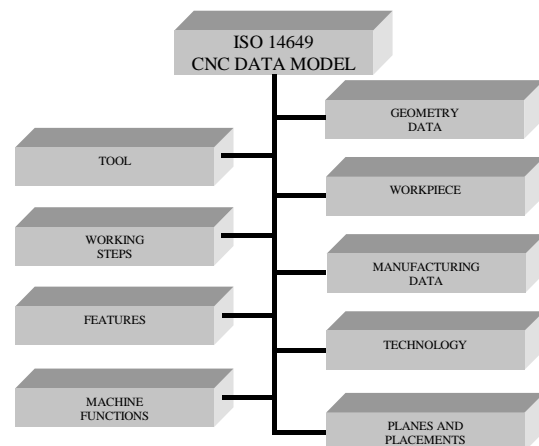 ISO 14649
CNC DATA MODEL
GEOMETRY
DATA
TOOL
WORKPIECE
WORKING
STEPS
MANUFACTURING
DATA
FEATURES
TECHNOLOGY
MACHINE
FUNCTIONS
PLANES AND
PLACEMENTS